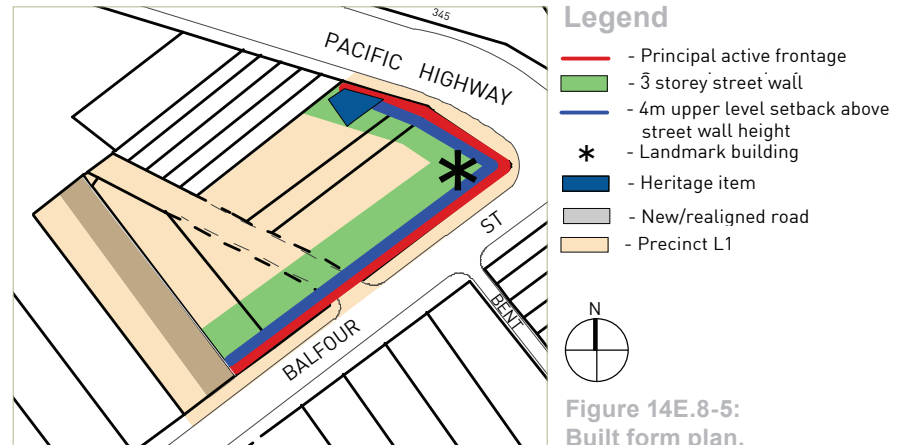 345
PACIFIC HIGHWAY
BALFOUR ST
BENT
Legend
- Principal active frontage
- 3 storey street wall
- 4m upper level setback above
street wall height
- Landmark building
- Heritage item
- New/realigned road
- Precinct L1
N
Figure 14E.8-5:
Built form plan.